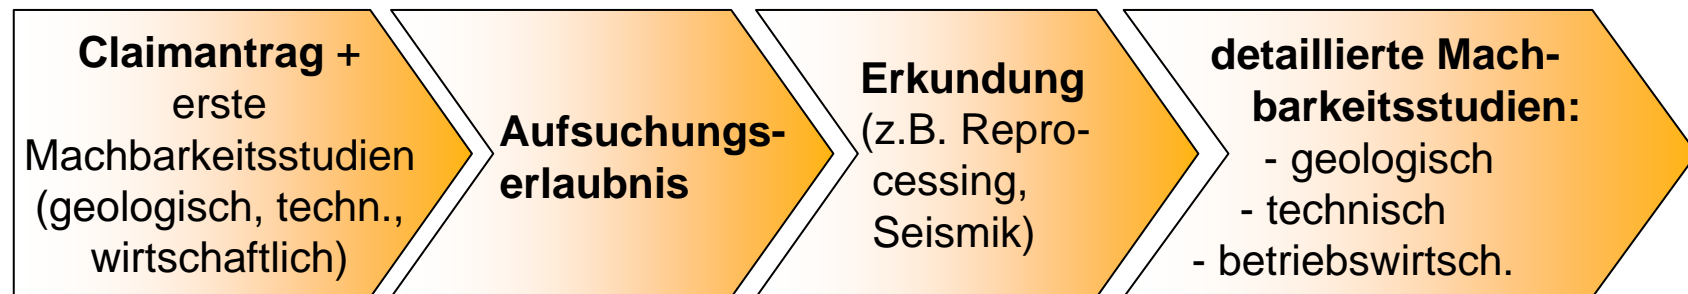 Claimantrag +
erste
Machbarkeitsstudien
(geologisch, techn.,
wirtschaftlich)
Aufsuchungs-
erlaubnis
Erkundung
(z.B. Repro-
cessing,
Seismik)
detaillierte Mach-
barkeitsstudien:
- geologisch
- technisch
- betriebswirtsch.